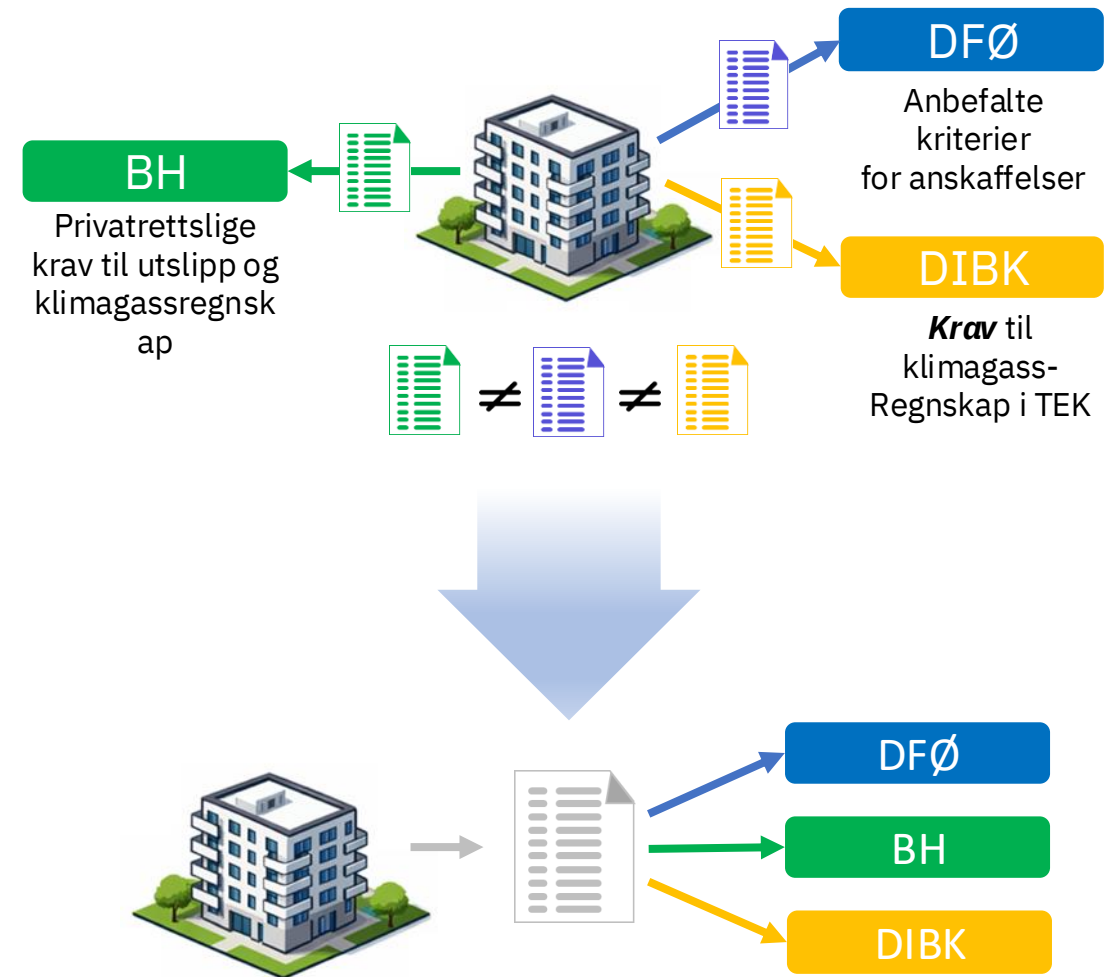 DFØ
Anbefalte
kriterier
for anskaffelser
BH
Privatrettslige
krav til utslipp og
klimagassregnsk
ap
DIBK
Krav til
klimagass-
Regnskap i TEK
≠ ≠
DFØ
BH
DIBK